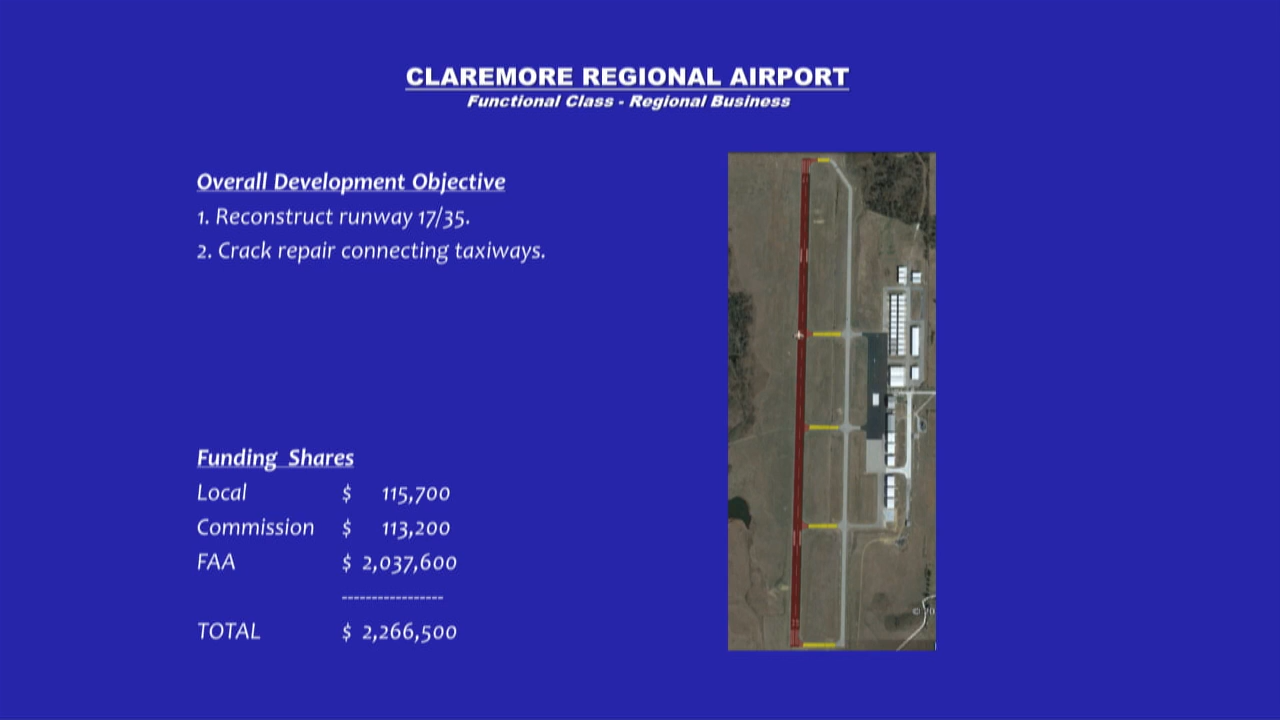 CLAREMORE REGIONAL AIRPORT
Functional Class - Regional Business
Overall Development Objective
1. Reconstruct runway 17/35.
2. Crack repair connecting taxiways.
Funding Shares
Local $ 115,700
Commission $ 113,200
FAA $ 2,037,600
-----------------
TOTAL $ 2,266,500
© 20